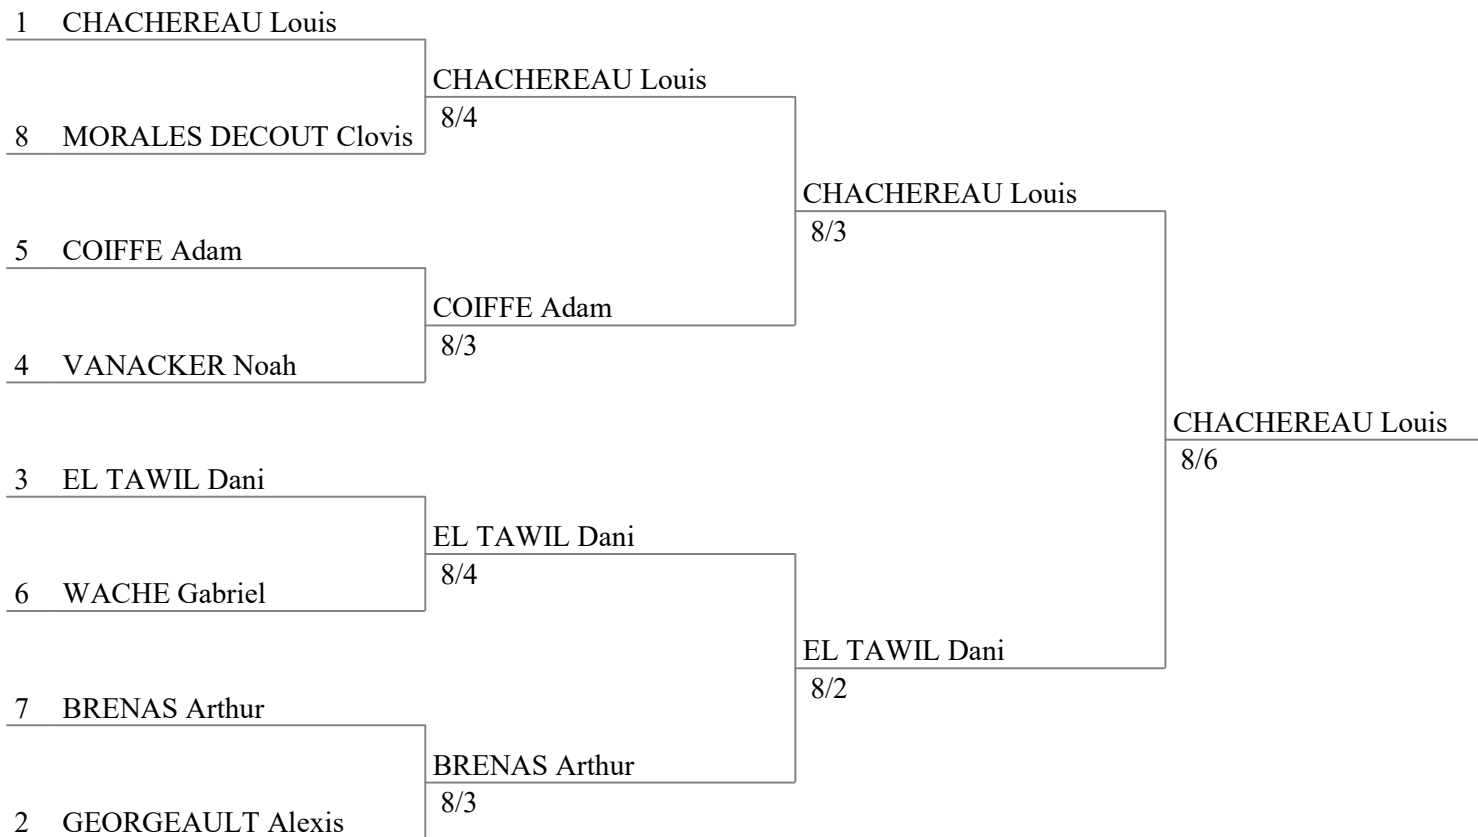 1 CHACHEREAU Louis
CHACHEREAU Louis
8/4
8 MORALES DECOUT Clovis
CHACHEREAU Louis
8/3
5 COIFFE Adam
COIFFE Adam
8/3
4 VANACKER Noah
CHACHEREAU Louis
8/6
3 EL TAWIL Dani
EL TAWIL Dani
8/4
6 WACHE Gabriel
EL TAWIL Dani
8/2
7 BRENAS Arthur
BRENAS Arthur
8/3
2 GEORGEAULT Alexis